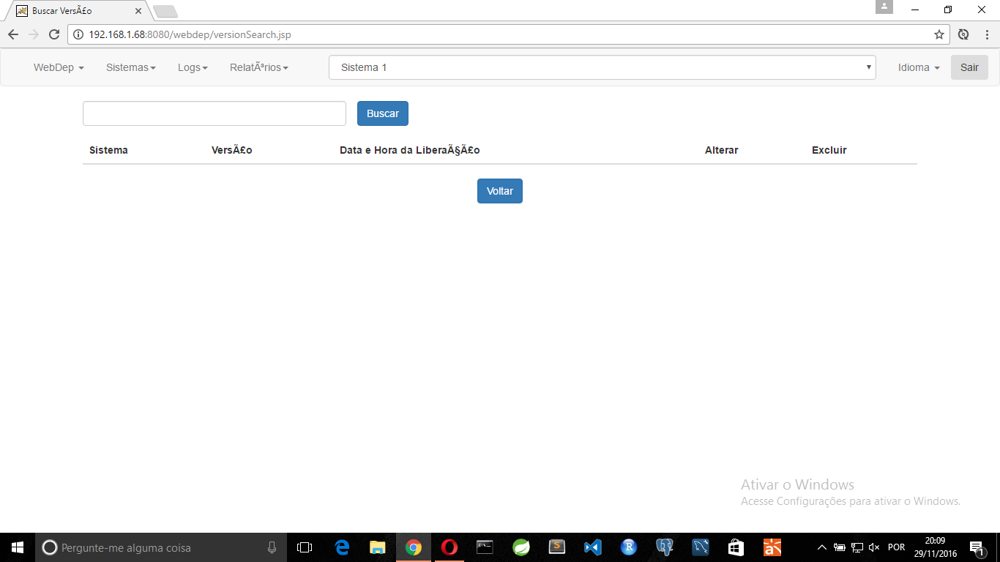 Buscar VersÃ£o
192.168.1.68:8080/webdep/versionSearch.jsp
WebDep Sistemas Logs RelatÃ³rios Sistema 1 Idioma Sair
Buscar
Sistema VersÃ£o Data e Hora da LiberaÃ§Ã£o Alterar Excluir
Voltar
Ativar o Windows
Acesse Configurações para ativar o Windows.
Pergunte-me alguma coisa POR 20:09
29/11/2016 1